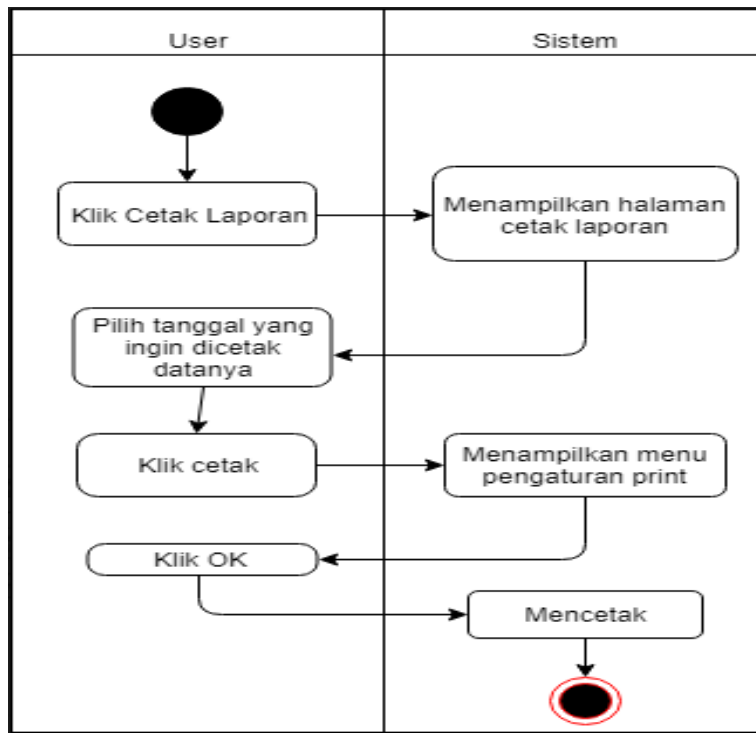 User
Sistem
Klik Cetak Laporan
Menampilkan halaman
cetak laporan
Pilih tanggal yang
ingin dicetak
datanya
Klik cetak
Menampilkan menu
pengaturan print
Klik OK
Mencetak